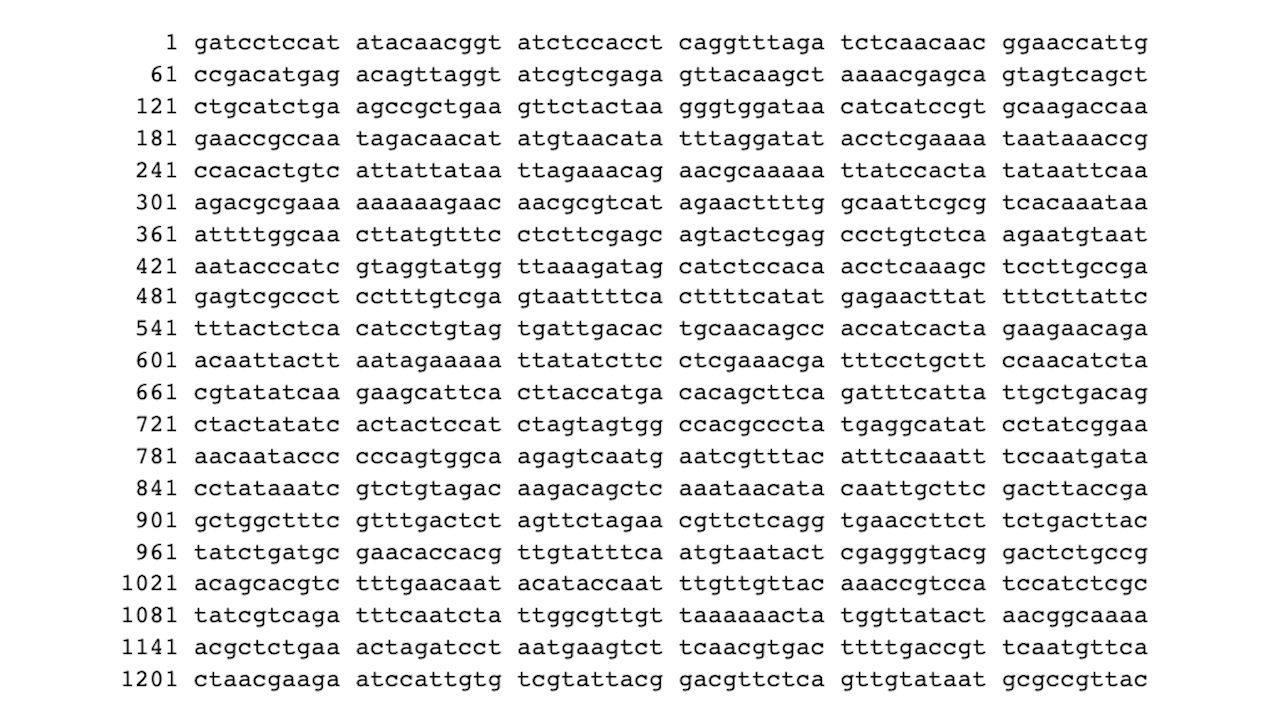 1 gatcctccat atacaacggt atctccacct caggtttaga tctcaacaac ggaaccattg
61 ccgacatgag acagttaggt atcgtcgaga gttacaagct aaaacgagca gtagtcagct
121 ctgcatctga agccgctgaa gttctactaa gggtggataa catcatccgt gcaagaccaa
181 gaaccgccaa tagacaacat atgtaacata tttaggatat acctcgaaaa taataaaccg
241 ccacactgtc attattataa ttagaaacag aacgcaaaaa ttatccacta tataattcaa
301 agacgcgaaa aaaaaagaac aacgcgtcat agaacttttg gcaattcgcg tcacaaataa
361 attttggcaa cttatgtttc ctcttcgagc agtactcgag ccctgtctca agaatgtaat
421 aatacccatc gtaggtatgg ttaaagatag catctccaca acctcaaagc tccttgccga
481 gagtcgccct cctttgtcga gtaattttca cttttcatat gagaacttat tttcttattc
541 tttactctca catcctgtag tgattgacac tgcaacagcc accatcacta gaagaacaga
601 acaattactt aatagaaaaa ttatatcttc ctcgaaacga tttcctgctt ccaacatcta
661 cgtatatcaa gaagcattca cttaccatga cacagcttca gatttcatta ttgctgacag
721 ctactatatc actactccat ctagtagtgg ccacgcccta tgaggcatat cctatcggaa
781 aacaataccc cccagtggca agagtcaatg aatcgtttac atttcaaatt tccaatgata
841 cctataaatc gtctgtagac aagacagctc aaataacata caattgcttc gacttaccga
901 gctggctttc gtttgactct agttctagaa cgttctcagg tgaaccttct tctgacttac
961 tatctgatgc gaacaccacg ttgtatttca atgtaatact cgagggtacg gactctgccg
1021 acagcacgtc tttgaacaat acataccaat ttgttgttac aaaccgtcca tccatctcgc
1081 tatcgtcaga tttcaatcta ttggcgttgt taaaaaacta tggttatact aacggcaaaa
1141 acgctctgaa actagatcct aatgaagtct tcaacgtgac ttttgaccgt tcaatgttca
1201 ctaacgaaga atccattgtg tcgtattacg gacgttctca gttgtataat gcgccgttac